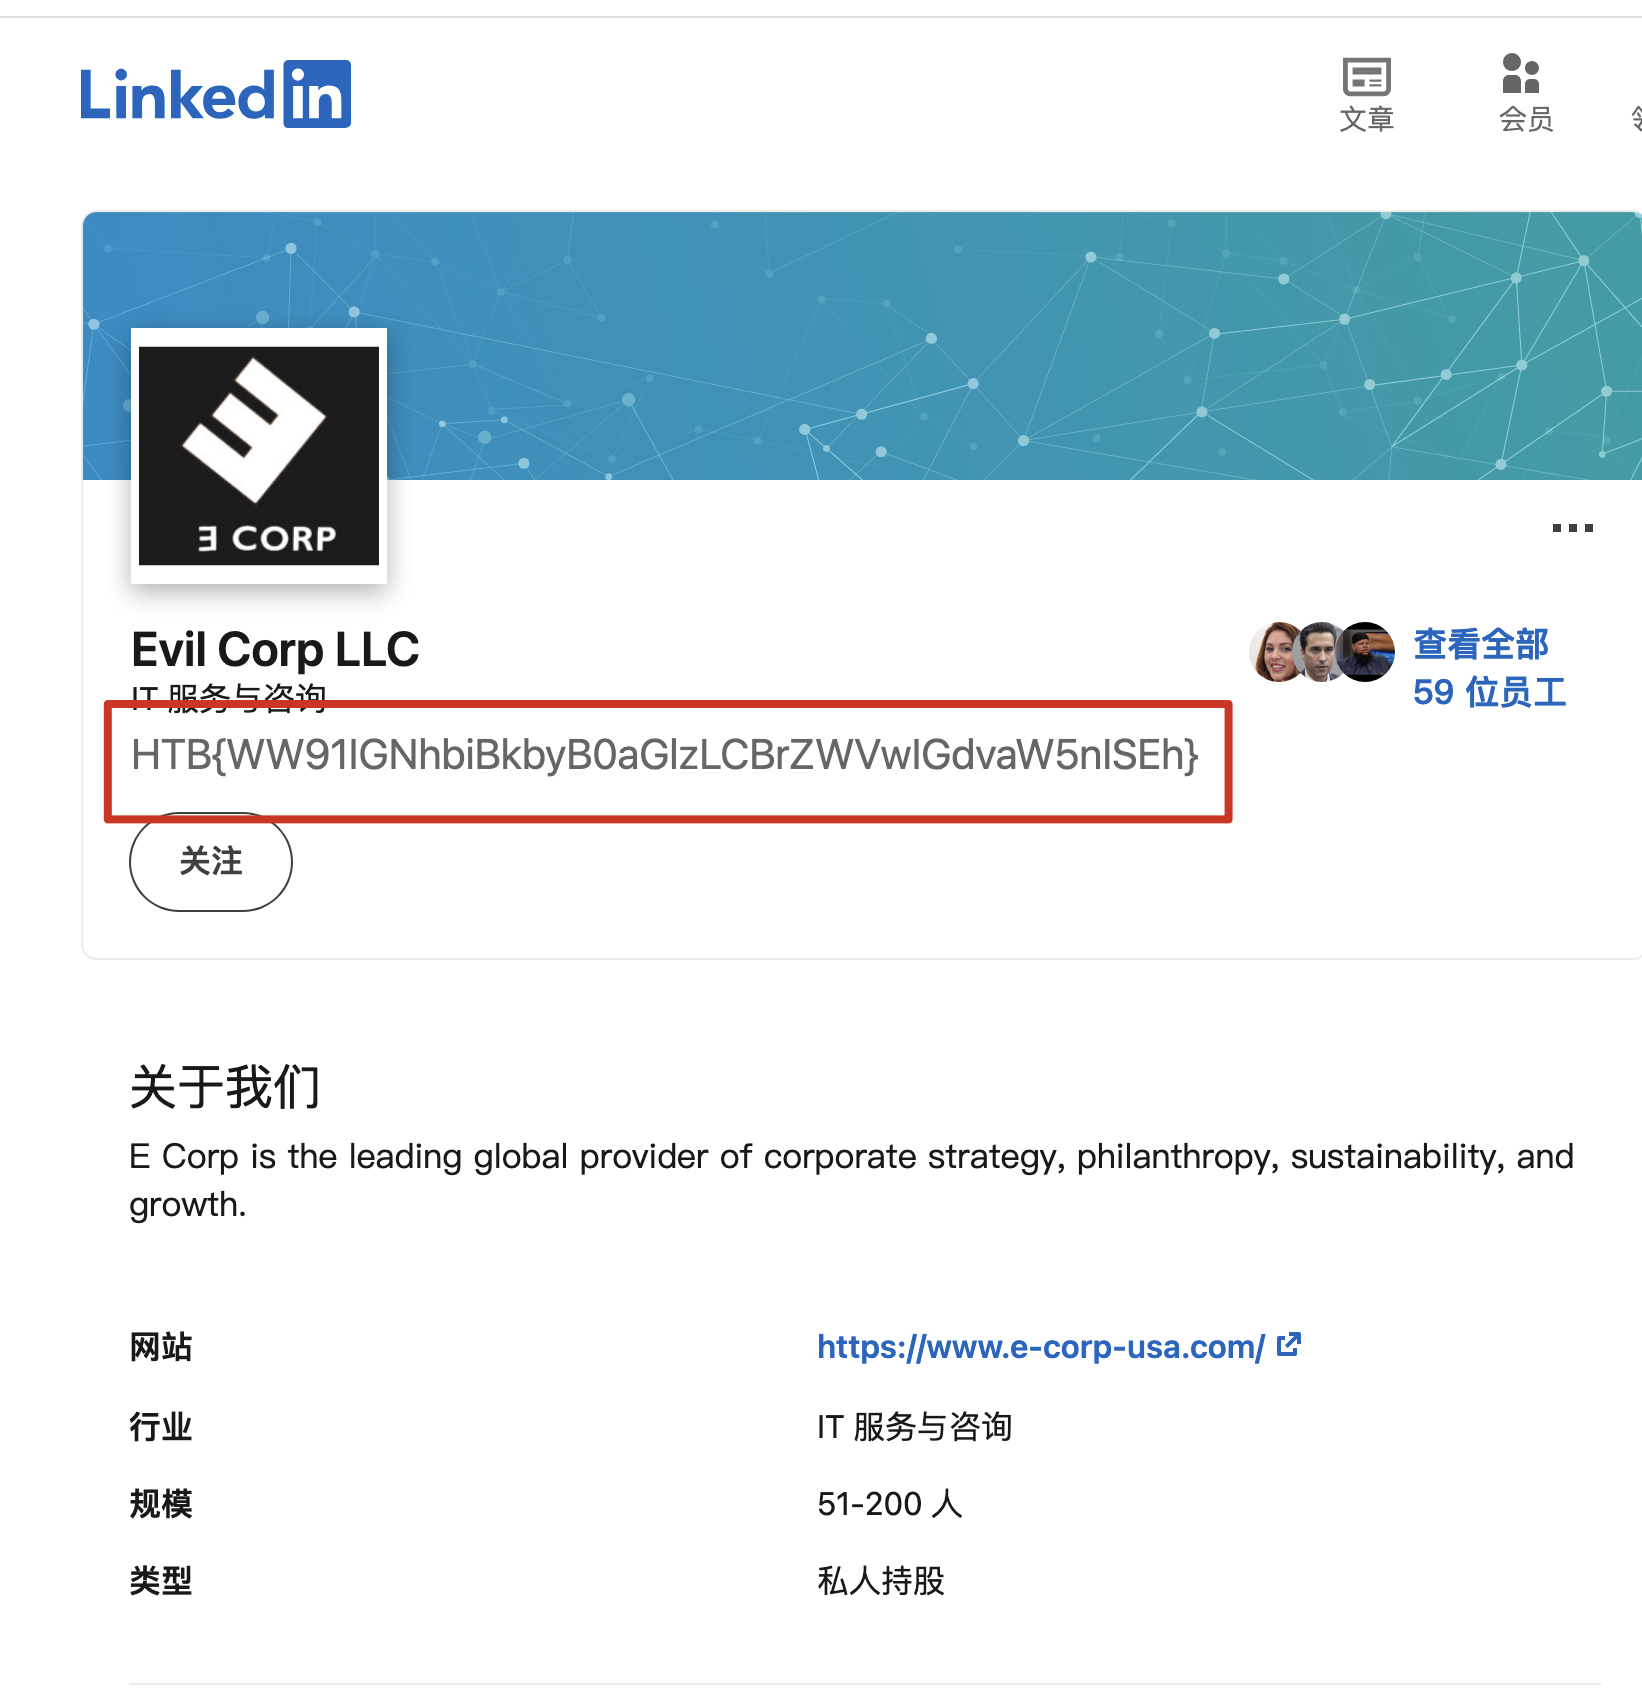 Linked in
文章
会员
E CORP
Evil Corp LLC
IT 服务与咨询
查看全部
59 位员工
HTB{WW91IGNhbiBkbyB0aGlzLCBrZWVwIGdvaW5nISEh}
关注
关于我们
E Corp is the leading global provider of corporate strategy, philanthropy, sustainability, and
growth.
网站 https://www.e-corp-usa.com/
行业 IT 服务与咨询
规模 51-200 人
类型 私人持股